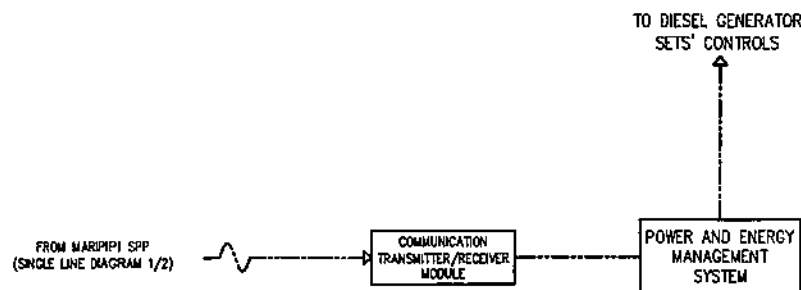 TO DIESEL GENERATOR
SETS' CONTROLS
FROM MARIPIPI SPP
(SINGLE LINE DIAGRAM 1/2)
COMMUNICATION
TRANSMITTER/RECEIVER
MODULE
POWER AND ENERGY
MANAGEMENT
SYSTEM